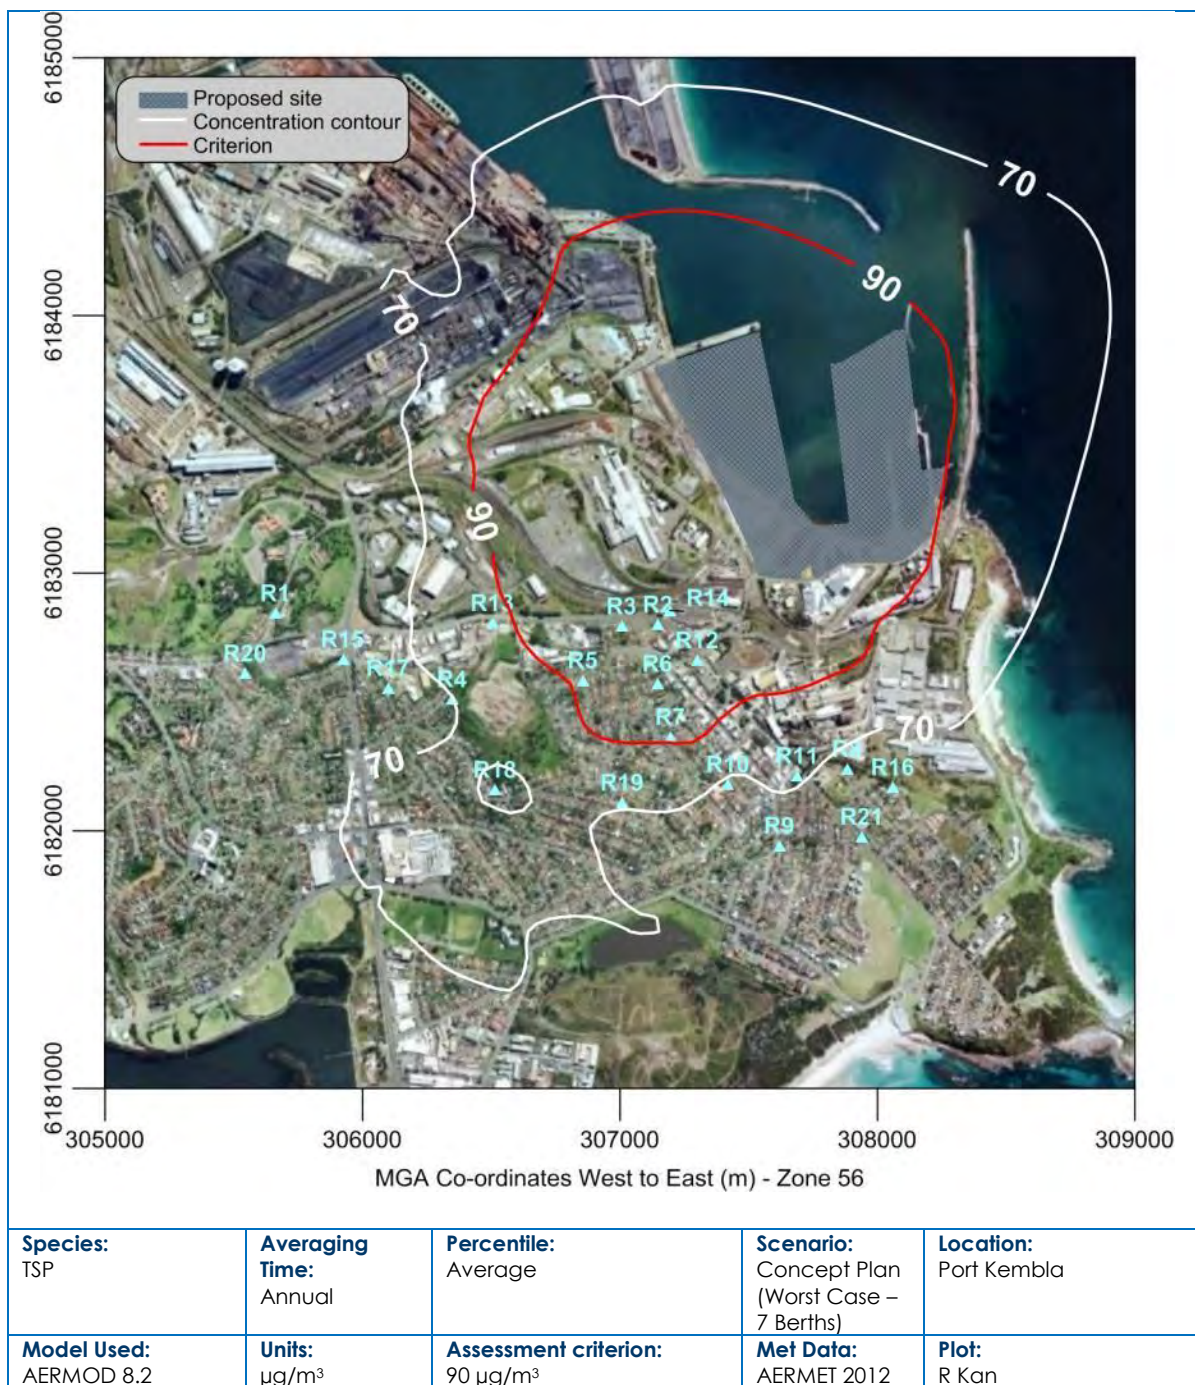 6185000
Proposed site
Concentration contour
Criterion
70
90
6184000
70
90
6183000
R1
R13
R3
R2
R14
R15
R12
R20
R17
R4
R5
R6
R7
70
70
R18
R19
R10
R11
R8
R16
6182000
R9
R21
6181000
305000
306000
307000
308000
309000
MGA Co-ordinates West to East (m) - Zone 56
Species:
TSP
Averaging
Time:
Annual
Percentile:
Average
Scenario:
Concept Plan
(Worst Case –
7 Berths)
Location:
Port Kembla
Model Used:
AERMOD 8.2
Units:
µg/m³
Assessment criterion:
90 µg/m³
Met Data:
AERMET 2012
Plot:
R Kan